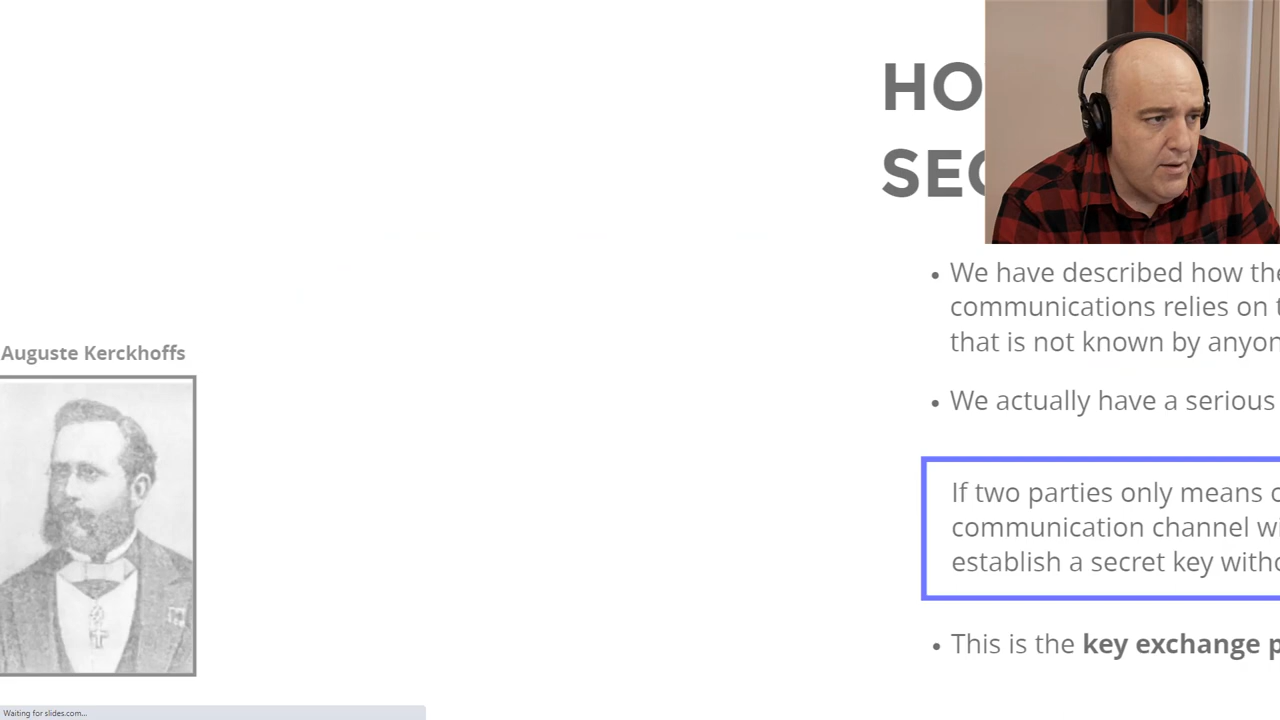 HO
SEC
We have described how the
communications relies on t
that is not known by anyon
Auguste Kerckhoffs
We actually have a serious
If two parties only means o
communication channel wi
establish a secret key witho
This is the key exchange p
Waiting for slides.com...